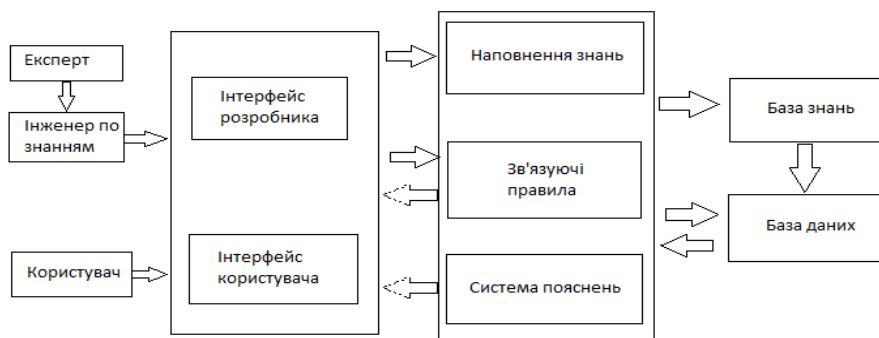 Експерт
Інженер по
знанням
Користувач
Інтерфейс
розробника
Інтерфейс
користувача
Наповнення знань
Зв'язуючі
правила
Система пояснень
База знань
База даних